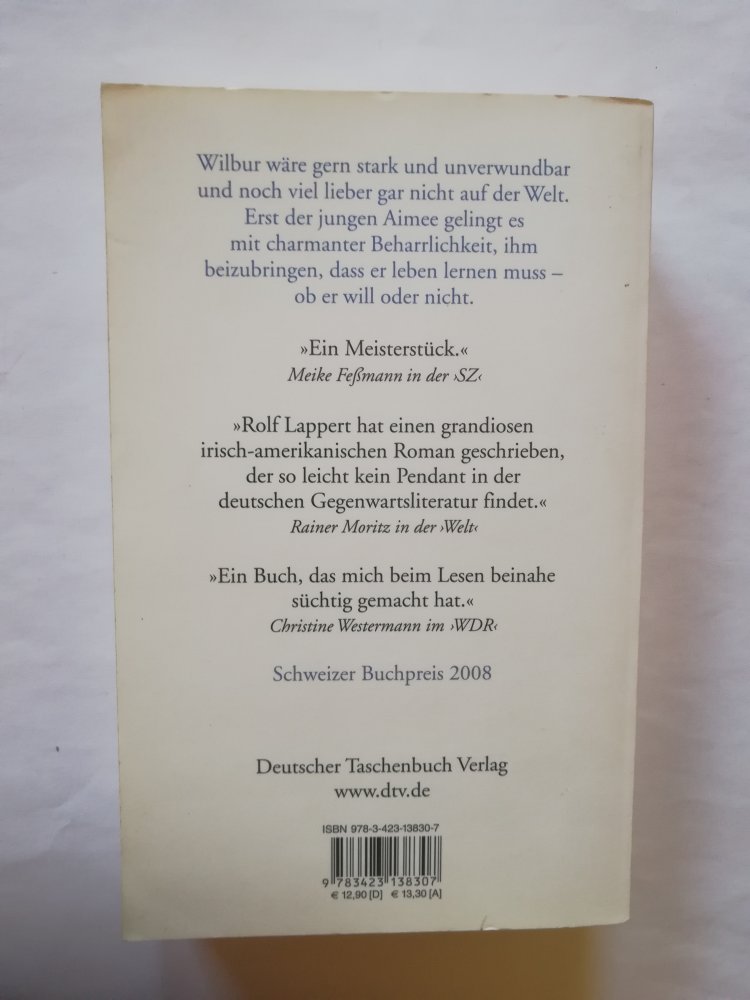 Wilbur wäre gern stark und unverwundbar
und noch viel lieber gar nicht auf der Welt.
Erst der jungen Aimee gelingt es
mit charmanter Beharrlichkeit, ihm
beizubringen, dass er leben lernen muss –
ob er will oder nicht.
»Ein Meisterstück.«
Meike Feßmann in der ›SZ‹
»Rolf Lappert hat einen grandiosen
irisch-amerikanischen Roman geschrieben,
der so leicht kein Pendant in der
deutschen Gegenwartsliteratur findet.«
Rainer Moritz in der ›Welt‹
»Ein Buch, das mich beim Lesen beinahe
süchtig gemacht hat.«
Christine Westermann im ›WDR‹
Schweizer Buchpreis 2008
Deutscher Taschenbuch Verlag
www.dtv.de
ISBN 978-3-423-13830-7
9 783423 138307
€ 12,90 [D] € 13,30 [A]